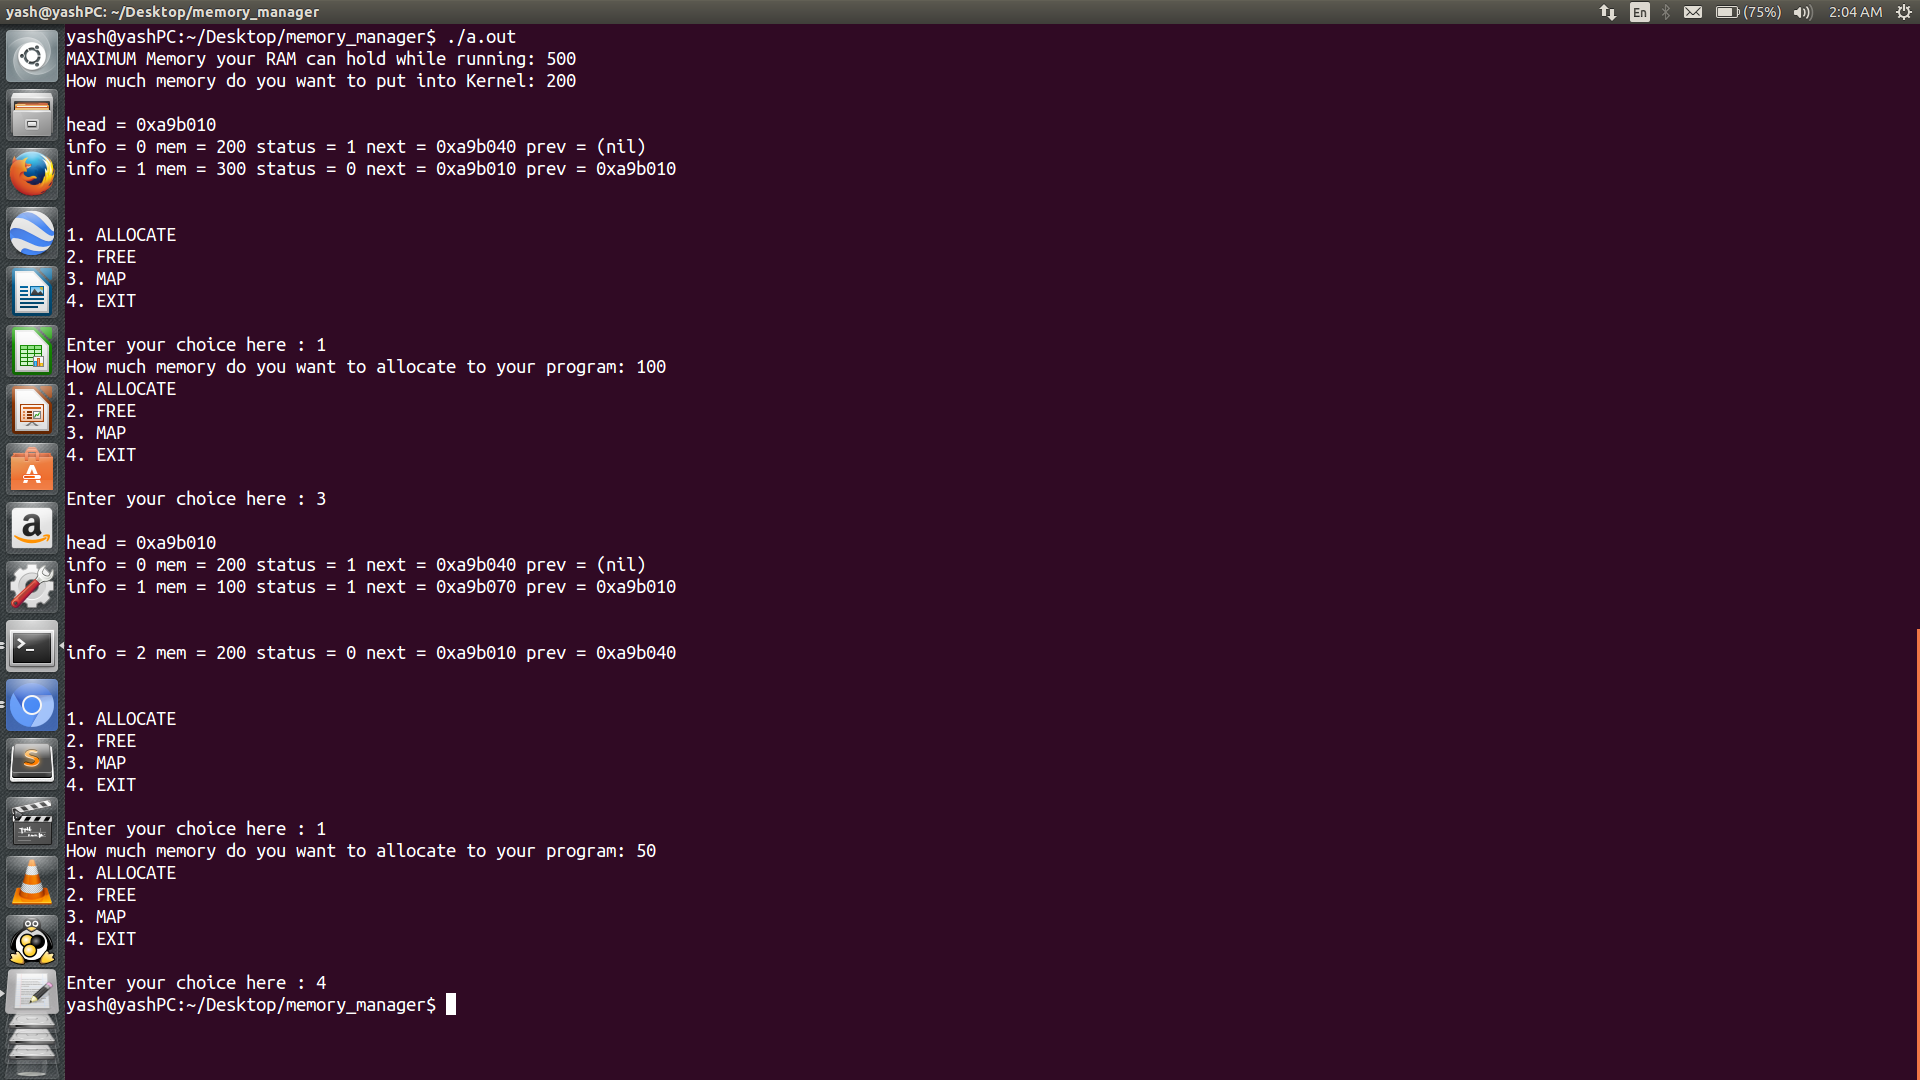 yash@yashPC: ~/Desktop/memory_manager
En (75%) 2:04 AM
yash@yashPC:~/Desktop/memory_manager$ ./a.out
MAXIMUM Memory your RAM can hold while running: 500
How much memory do you want to put into Kernel: 200
head = 0xa9b010
info = 0 mem = 200 status = 1 next = 0xa9b040 prev = (nil)
info = 1 mem = 300 status = 0 next = 0xa9b010 prev = 0xa9b010
1. ALLOCATE
2. FREE
3. MAP
4. EXIT
Enter your choice here : 1
How much memory do you want to allocate to your program: 100
1. ALLOCATE
2. FREE
3. MAP
4. EXIT
Enter your choice here : 3
head = 0xa9b010
info = 0 mem = 200 status = 1 next = 0xa9b040 prev = (nil)
info = 1 mem = 100 status = 1 next = 0xa9b070 prev = 0xa9b010
info = 2 mem = 200 status = 0 next = 0xa9b010 prev = 0xa9b040
1. ALLOCATE
2. FREE
3. MAP
4. EXIT
Enter your choice here : 1
How much memory do you want to allocate to your program: 50
1. ALLOCATE
2. FREE
3. MAP
4. EXIT
Enter your choice here : 4
yash@yashPC:~/Desktop/memory_manager$